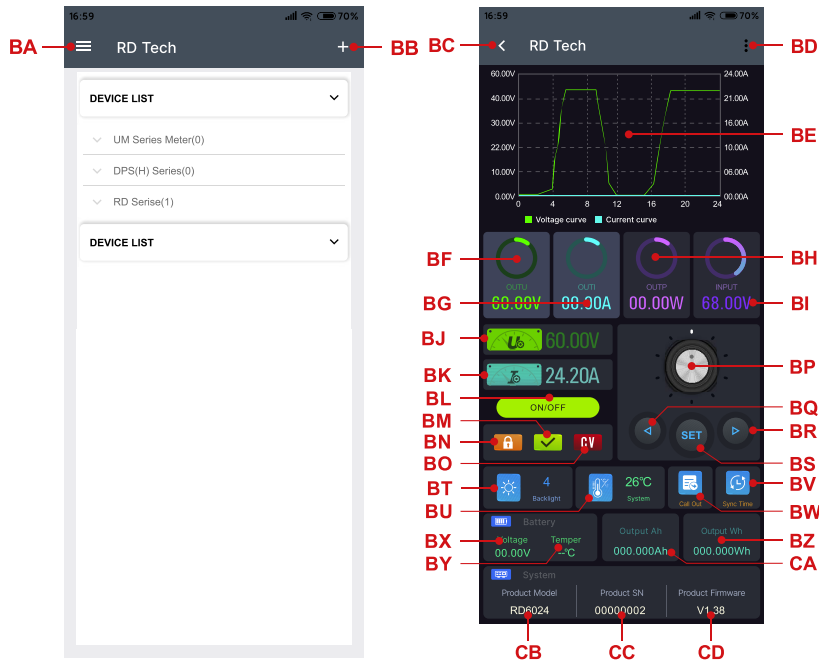 16:59
70%
BA
RD Tech
+
BB
DEVICE LIST
UM Series Meter(0)
DPS(H) Series(0)
RD Serise(1)
DEVICE LIST
16:59
70%
BC
RD Tech
BD
60.00V
24.00A
40.00V
21.00A
30.00V
16.00A
BE
22.00V
10.00A
10.00V
06.00A
0.00V
00.00A
0 4 8 12 16 20 24
Voltage curve
Current curve
BF
BH
OUTU
OUTI
OUTP
INPUT
BG
60.00V
00.00A
00.00W
68.00V
BI
BJ
U
60.00V
BK
I
24.20A
BP
BL
ON/OFF
BM
BQ
BN
SET
BR
BO
CV
BS
BT
4
Backlight
26℃
System
Call Out
Sync Time
BV
BU
BW
Battery
BX
Voltage
Temper
Output Ah
Output Wh
BZ
BY
00.00V
--℃
000.000Ah
000.000Wh
CA
System
Product Model
Product SN
Product Firmware
RD6024
00000002
V1.38
CB
CC
CD